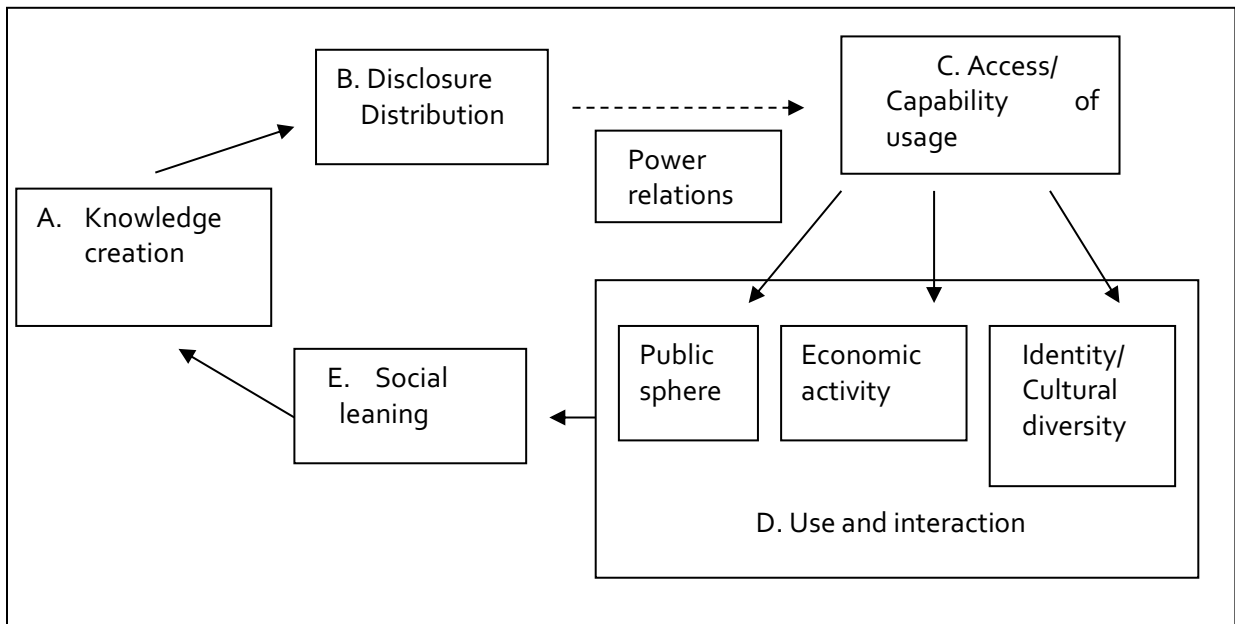 A. Knowledge
creation
B. Disclosure
Distribution
Power
relations
C. Access/
Capability of
usage
Public
sphere
Economic
activity
Identity/
Cultural
diversity
D. Use and interaction
E. Social
leaning